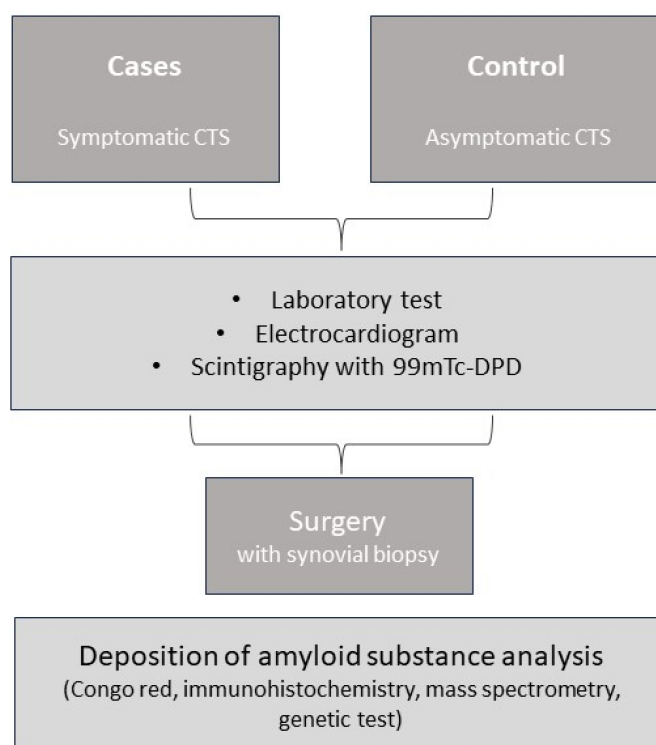 Cases
Symptomatic CTS
Control
Asymptomatic CTS
• Laboratory test
• Electrocardiogram
• Scintigraphy with 99mTc-DPD
Surgery
with synovial biopsy
Deposition of amyloid substance analysis
(Congo red, immunohistochemistry, mass spectrometry,
genetic test)